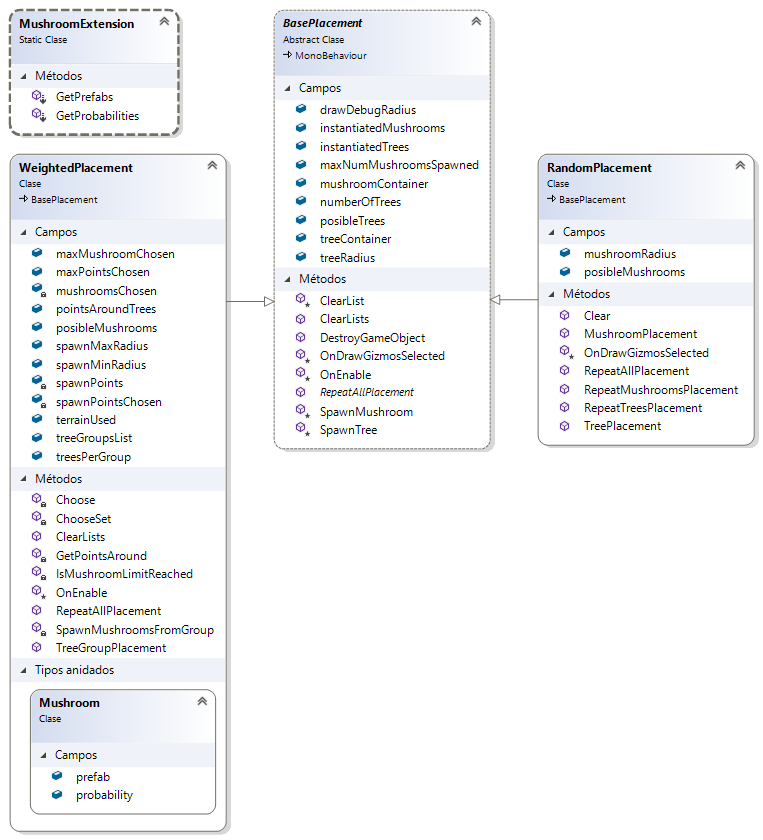 MushroomExtension
Static Clase
Métodos
GetPrefabs
GetProbabilities
WeightedPlacement
Clase
BasePlacement
Campos
maxMushroomChosen
maxPointsChosen
mushroomsChosen
pointsAroundTrees
posibleMushrooms
spawnMaxRadius
spawnMinRadius
spawnPoints
spawnPointsChosen
terrainUsed
treeGroupsList
treesPerGroup
Métodos
Choose
ChooseSet
ClearLists
GetPointsAround
IsMushroomLimitReached
OnEnable
RepeatAllPlacement
SpawnMushroomsFromGroup
TreeGroupPlacement
Tipos anidados
Mushroom
Clase
Campos
prefab
probability
BasePlacement
Abstract Clase
MonoBehaviour
Campos
drawDebugRadius
instantiatedMushrooms
instantiatedTrees
maxNumMushroomsSpawned
mushroomContainer
numberOfTrees
posibleTrees
treeContainer
treeRadius
Métodos
ClearList
ClearLists
DestroyGameObject
OnDrawGizmosSelected
OnEnable
RepeatAllPlacement
SpawnMushroom
SpawnTree
RandomPlacement
Clase
BasePlacement
Campos
mushroomRadius
posibleMushrooms
Métodos
Clear
MushroomPlacement
OnDrawGizmosSelected
RepeatAllPlacement
RepeatMushroomsPlacement
RepeatTreesPlacement
TreePlacement